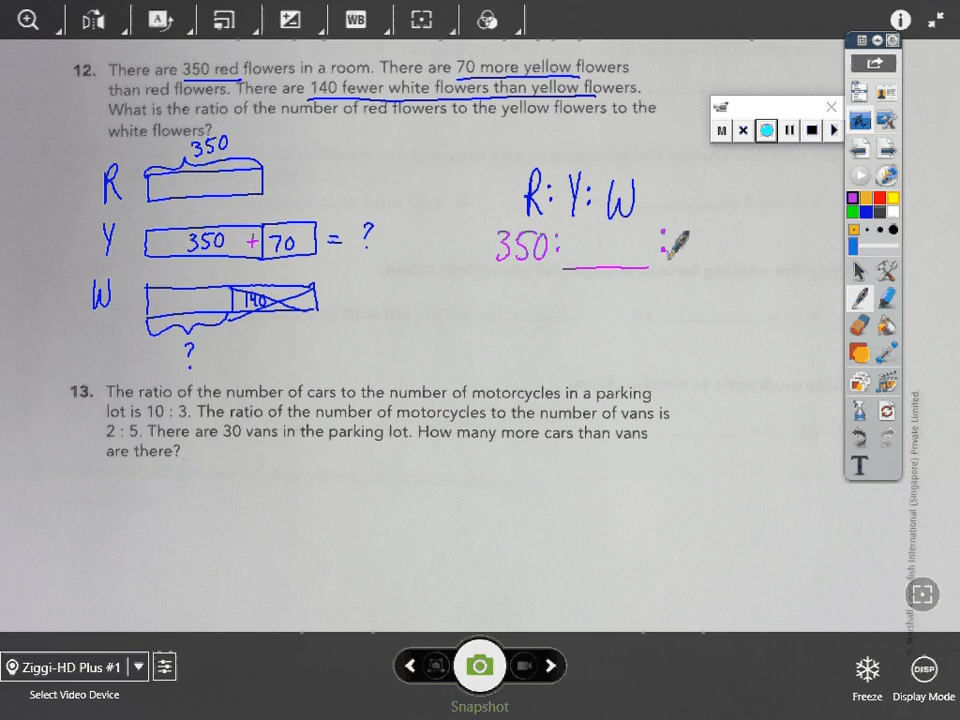 WB
M
12. There are 350 red flowers in a room. There are 70 more yellow flowers
than red flowers. There are 140 fewer white flowers than yellow flowers.
What is the ratio of the number of red flowers to the yellow flowers to the
white flowers?
350
R
R: Y: W
Y 350 + 70 = ?
350: ____ :
W 140
?
13. The ratio of the number of cars to the number of motorcycles in a parking
lot is 10 : 3. The ratio of the number of motorcycles to the number of vans is
2 : 5. There are 30 vans in the parking lot. How many more cars than vans
are there?
T
International (Singapore) Private Limited.
Ziggi-HD Plus #1
Select Video Device
Snapshot
Freeze
DISP
Display Mode